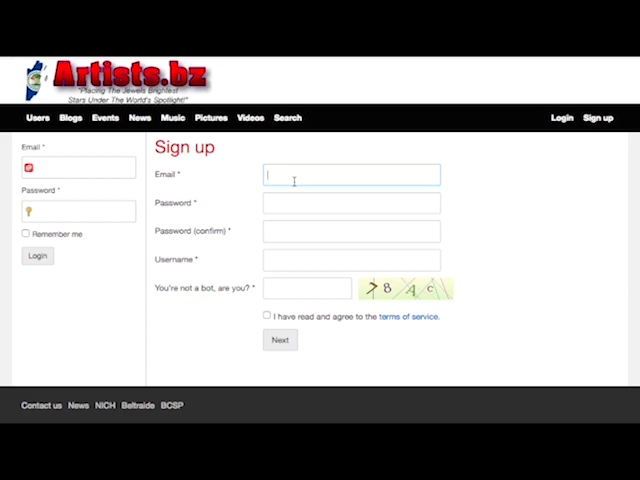 Artists.bz
"Placing The Jewels Brightest
Stars Under The World's Spotlight!"
Users Blogs Events News Music Pictures Videos Search Login Sign up
Email *
Password *
Remember me
Login
Sign up
Email *
Password *
Password (confirm) *
Username *
You're not a bot, are you? *
I have read and agree to the terms of service.
Next
Contact us News NICH Beltraide BCSP